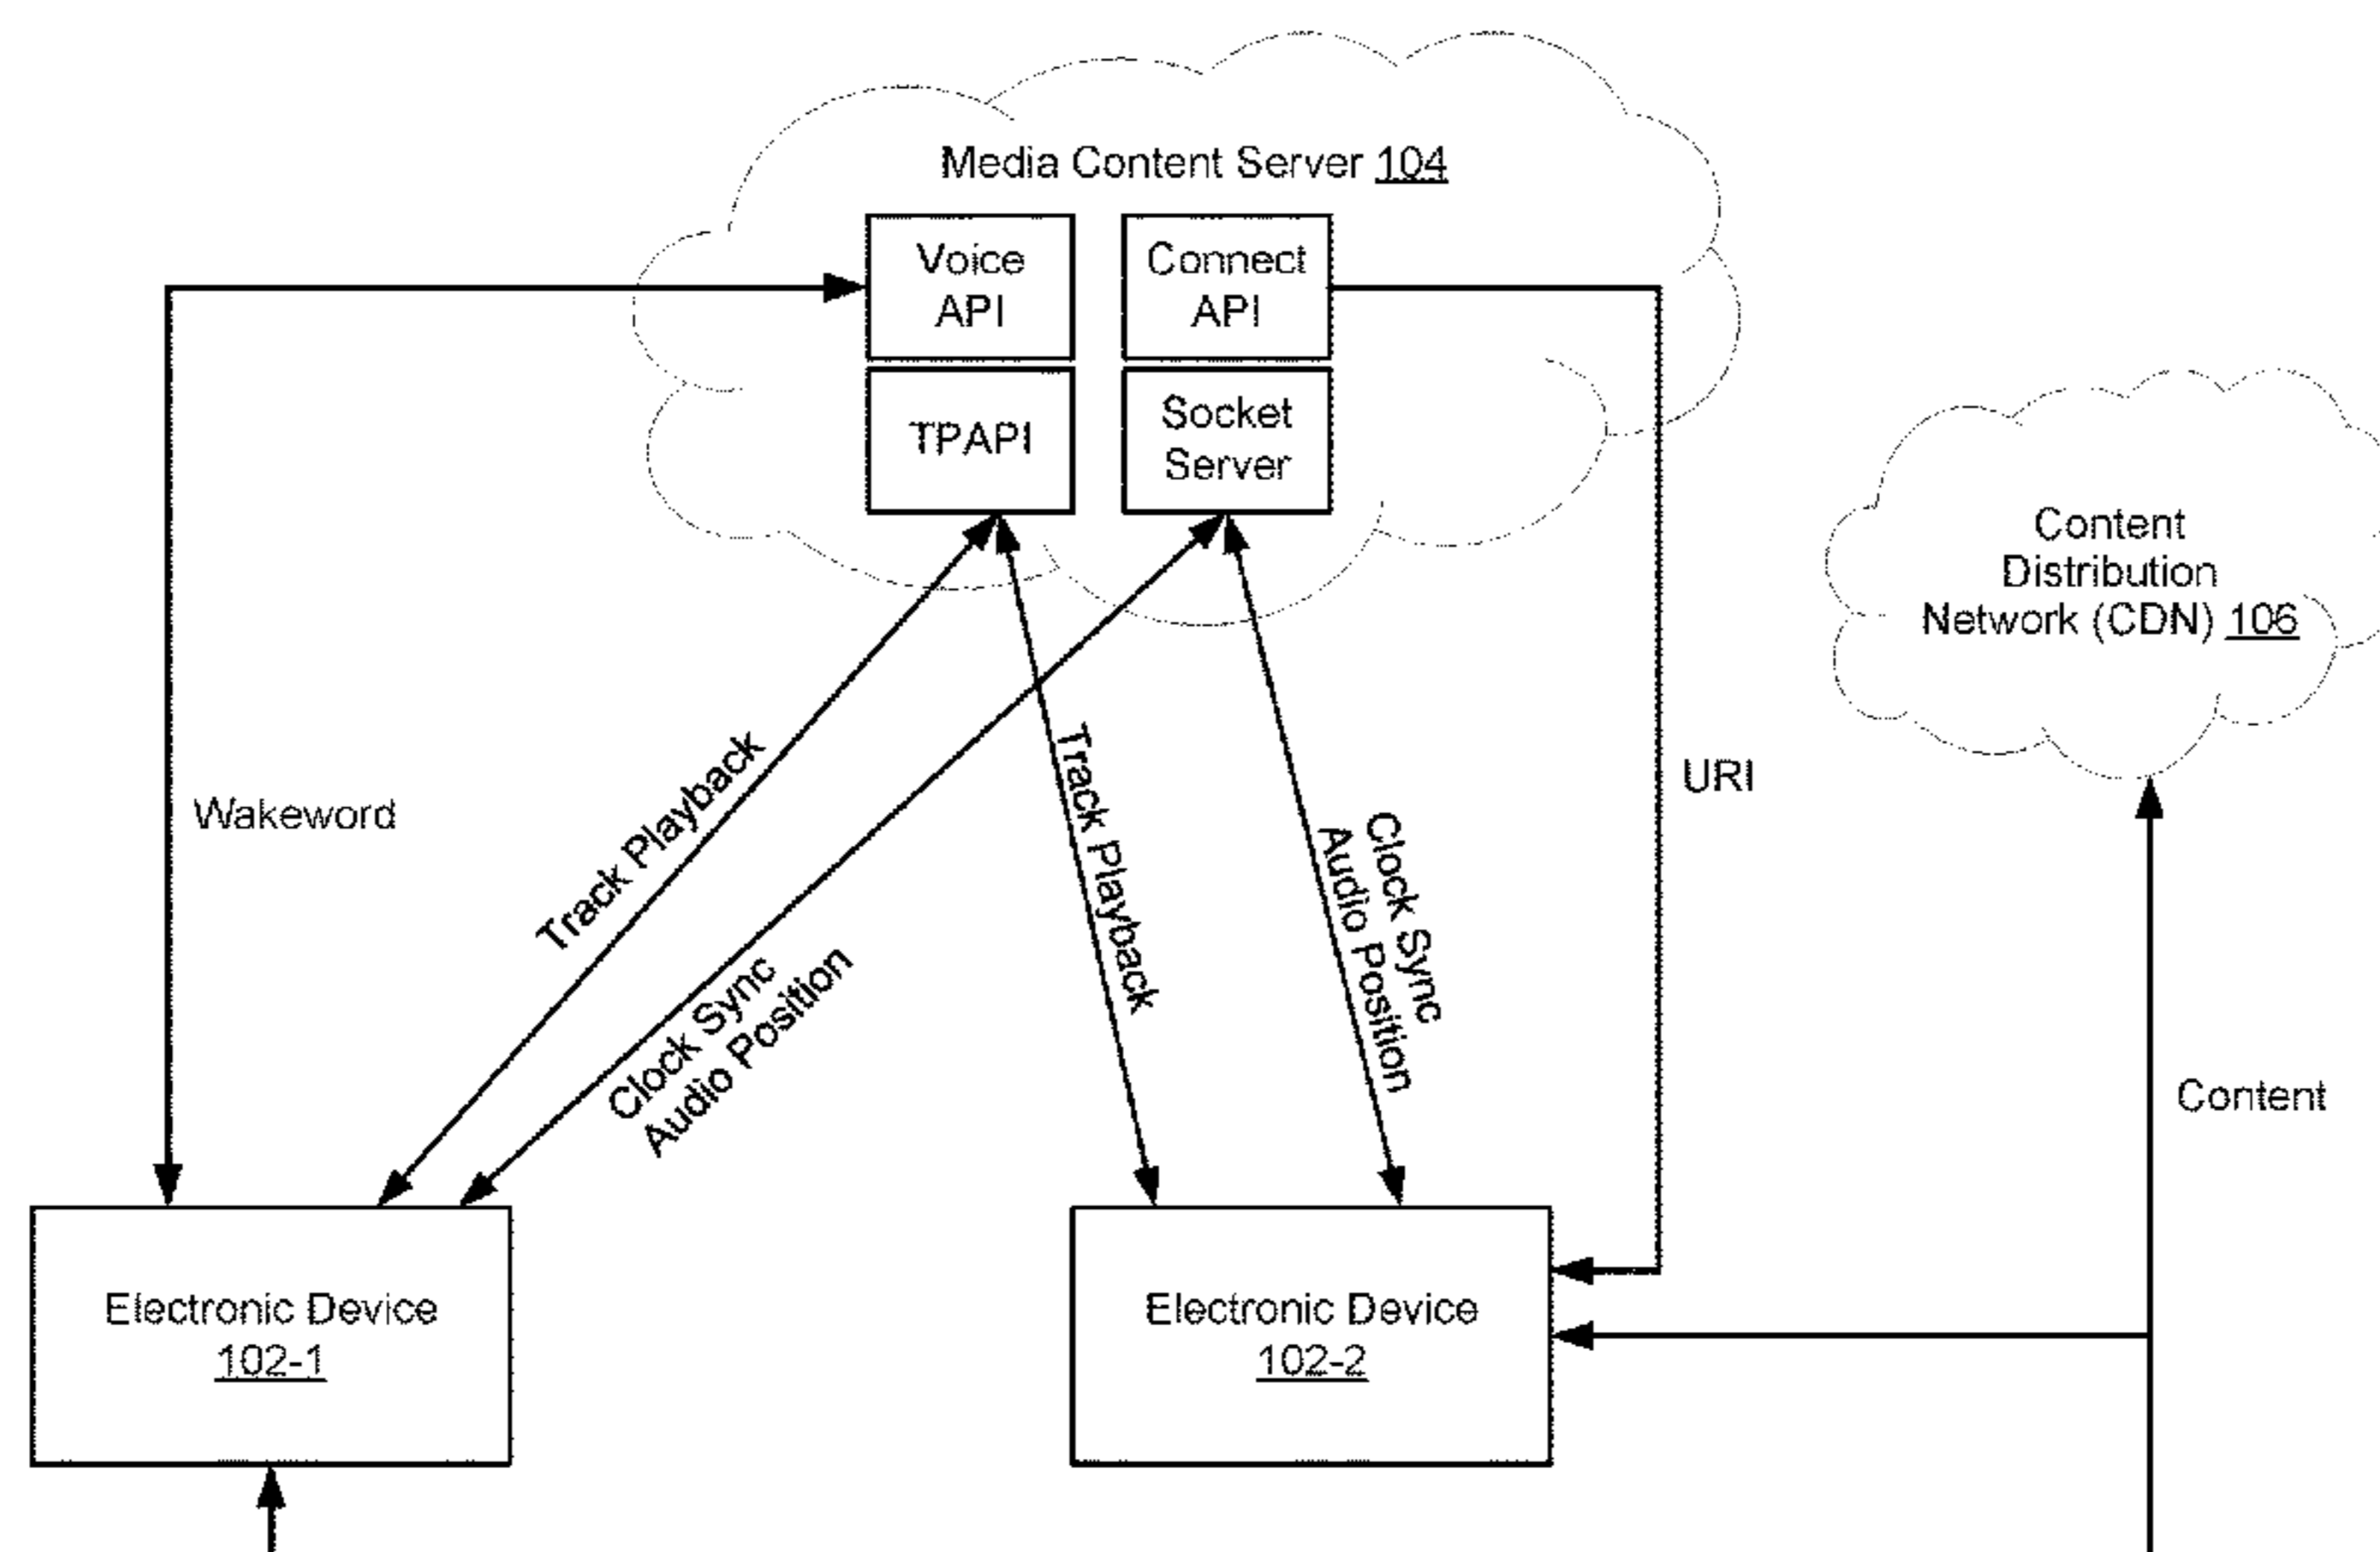 Media Content Server 104
Voice
API
Connect
API
TPAPI
Socket
Server
Content
Distribution
Network (CDN) 106
Wakeword
Track Playback
Clock Sync
Audio Position
Track Playback
Clock Sync
Audio Position
URI
Content
Electronic Device
102-1
Electronic Device
102-2